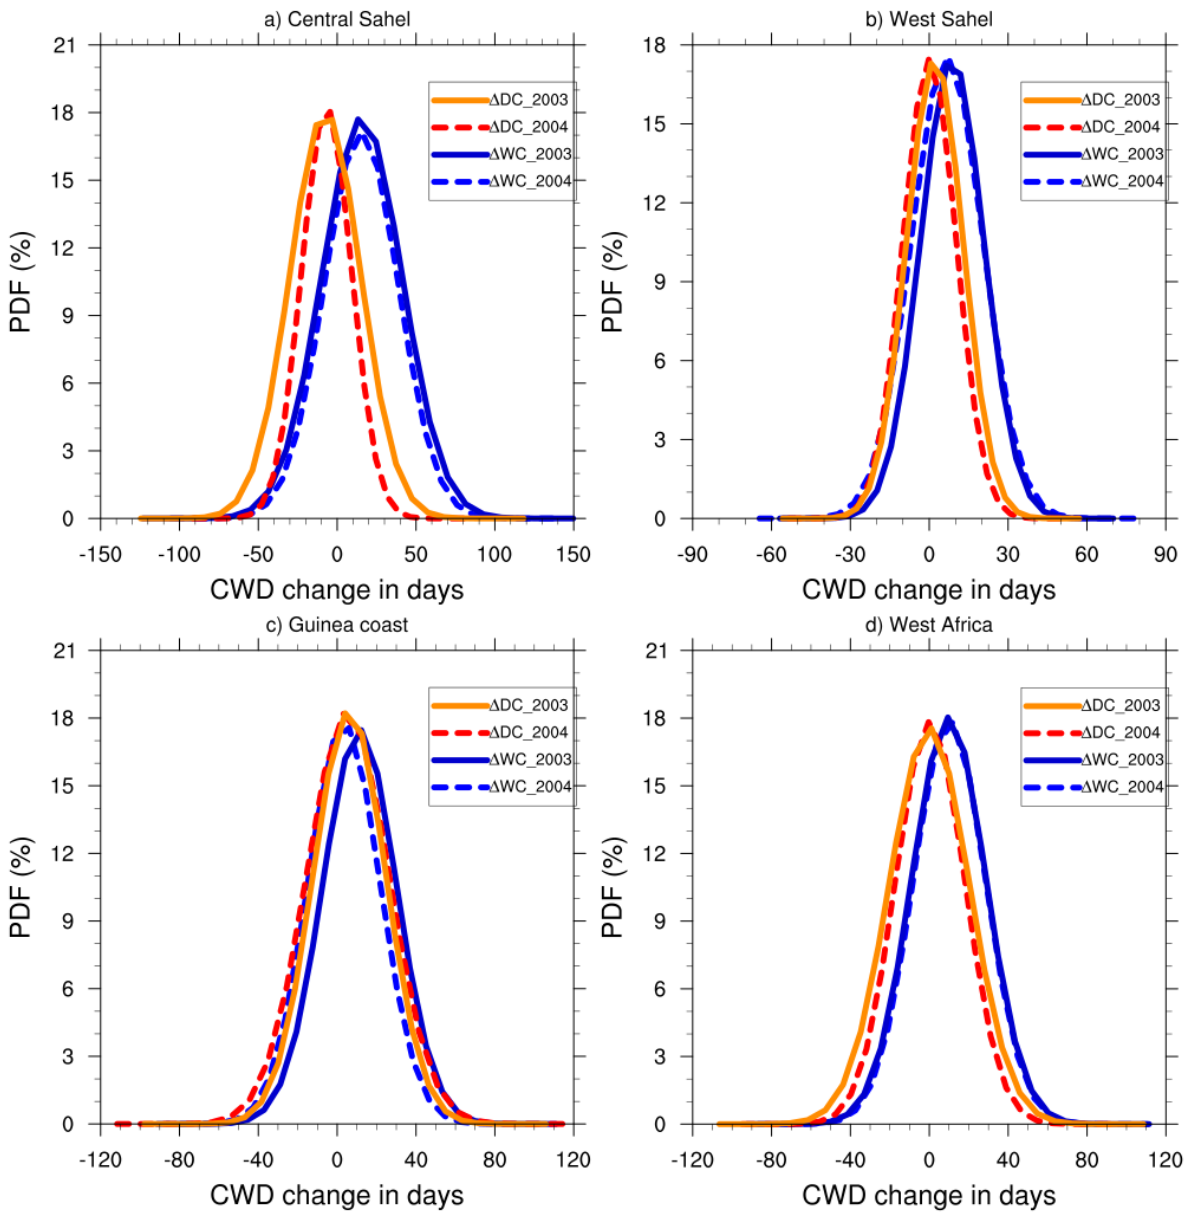 a) Central Sahel
21
18
15
12
9
6
3
0
PDF (%)
ΔDC_2003
ΔDC_2004
ΔWC_2003
ΔWC_2004
-150 -100 -50 0 50 100 150
CWD change in days
b) West Sahel
18
15
12
9
6
3
0
PDF (%)
ΔDC_2003
ΔDC_2004
ΔWC_2003
ΔWC_2004
-90 -60 -30 0 30 60 90
CWD change in days
c) Guinea coast
21
18
15
12
9
6
3
0
PDF (%)
ΔDC_2003
ΔDC_2004
ΔWC_2003
ΔWC_2004
-120 -80 -40 0 40 80 120
CWD change in days
d) West Africa
21
18
15
12
9
6
3
0
PDF (%)
ΔDC_2003
ΔDC_2004
ΔWC_2003
ΔWC_2004
-120 -80 -40 0 40 80 120
CWD change in days